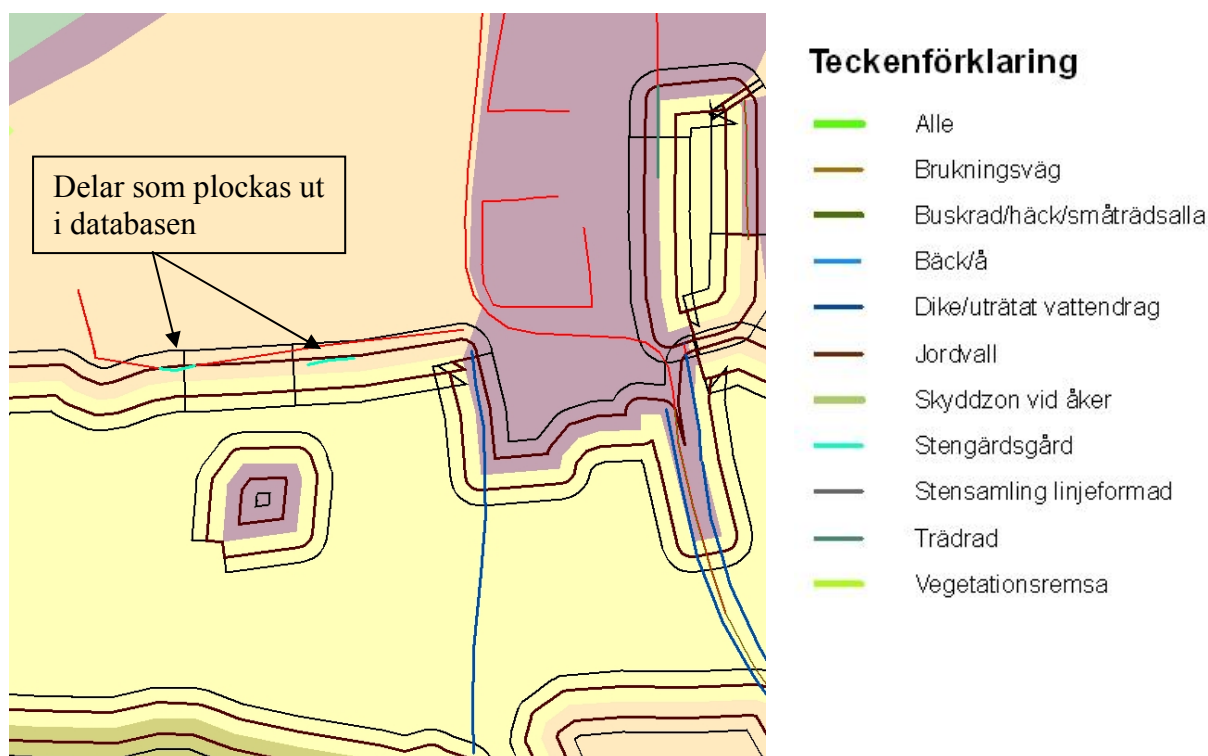 Delar som plockas ut
i databasen
Teckenförklaring
Alle
Brukningsväg
Buskrad/häck/småträdsalla
Bäck/å
Dike/uträtat vattendrag
Jordvall
Skyddzon vid åker
Stengärdsgård
Stensamling linjeformad
Trädrad
Vegetationsremsa